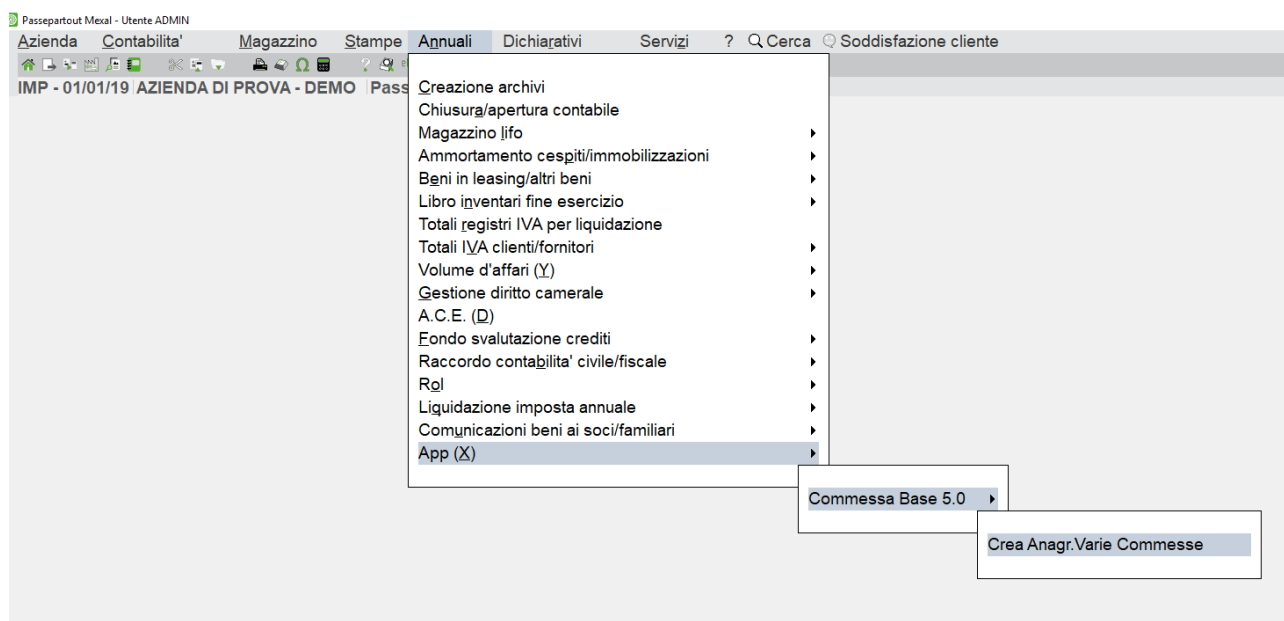 Passepartout Mexal - Utente ADMIN
Azienda Contabilita' Magazzino Stampe Annuali Dichiarativi Servizi ? Cerca Soddisfazione cliente
IMP - 01/01/19 AZIENDA DI PROVA - DEMO Pass
Creazione archivi
Chiusura/apertura contabile
Magazzino lifo
Ammortamento cespiti/immobilizzazioni
Beni in leasing/altri beni
Libro inventari fine esercizio
Totali registri IVA per liquidazione
Totali IVA clienti/fornitori
Volume d'affari (Y)
Gestione diritto camerale
A.C.E. (D)
Fondo svalutazione crediti
Raccordo contabilita' civile/fiscale
Rol
Liquidazione imposta annuale
Comunicazioni beni ai soci/familiari
App (X)
Commessa Base 5.0
Crea Anagr.Varie Commesse